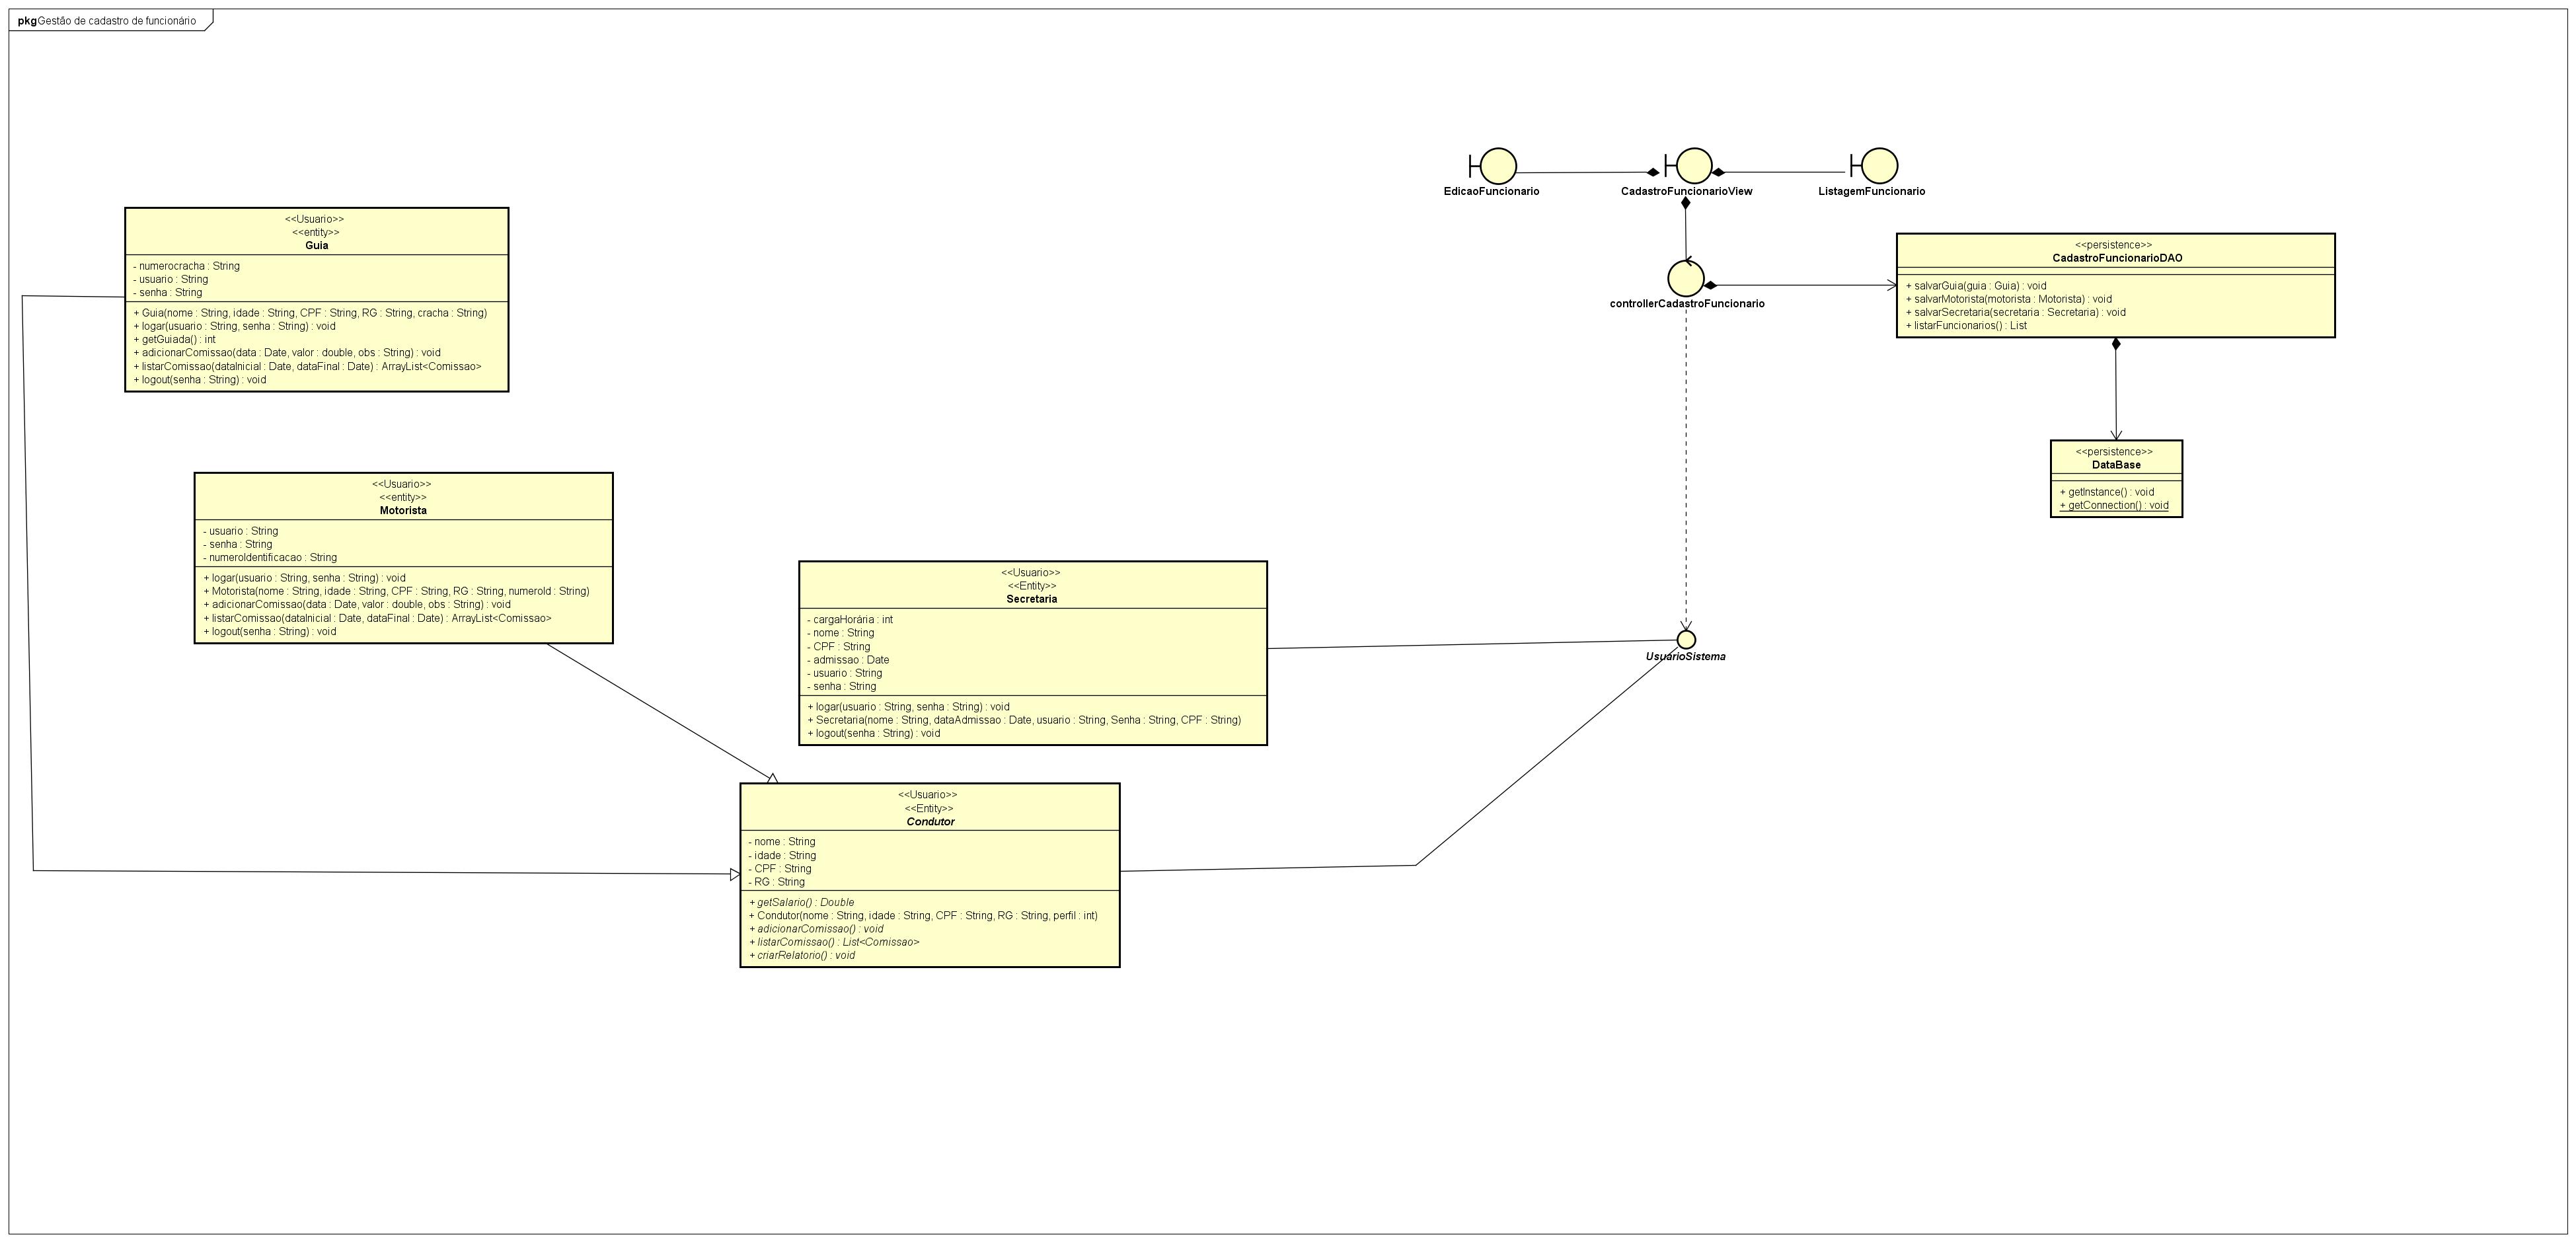 pkg Gestão de cadastro de funcionário
EdicaoFuncionario
CadastroFuncionarioView
ListagemFuncionario
<<Usuario>>
<<entity>>
Guia
- numerocracha : String
- usuario : String
- senha : String
+ Guia(nome : String, idade : String, CPF : String, RG : String, cracha : String)
+ logar(usuario : String, senha : String) : void
+ getGuiada() : int
+ adicionarComissao(data : Date, valor : double, obs : String) : void
+ listarComissao(dataInicial : Date, dataFinal : Date) : ArrayList<Comissao>
+ logout(senha : String) : void
controllerCadastroFuncionario
<<persistence>>
CadastroFuncionarioDAO
+ salvarGuia(guia : Guia) : void
+ salvarMotorista(motorista : Motorista) : void
+ salvarSecretaria(secretaria : Secretaria) : void
+ listarFuncionarios() : List
<<persistence>>
DataBase
+ getInstance() : void
+ getConnection() : void
<<Usuario>>
<<entity>>
Motorista
- usuario : String
- senha : String
- numeroIdentificacao : String
+ logar(usuario : String, senha : String) : void
+ Motorista(nome : String, idade : String, CPF : String, RG : String, numeroId : String)
+ adicionarComissao(data : Date, valor : double, obs : String) : void
+ listarComissao(dataInicial : Date, dataFinal : Date) : ArrayList<Comissao>
+ logout(senha : String) : void
<<Usuario>>
<<Entity>>
Secretaria
- cargaHorária : int
- nome : String
- CPF : String
- admissao : Date
- usuario : String
- senha : String
+ logar(usuario : String, senha : String) : void
+ Secretaria(nome : String, dataAdmissao : Date, usuario : String, Senha : String, CPF : String)
+ logout(senha : String) : void
UsuarioSistema
<<Usuario>>
<<Entity>>
Condutor
- nome : String
- idade : String
- CPF : String
- RG : String
+ getSalario() : Double
+ Condutor(nome : String, idade : String, CPF : String, RG : String, perfil : int)
+ adicionarComissao() : void
+ listarComissao() : List<Comissao>
+ criarRelatorio() : void